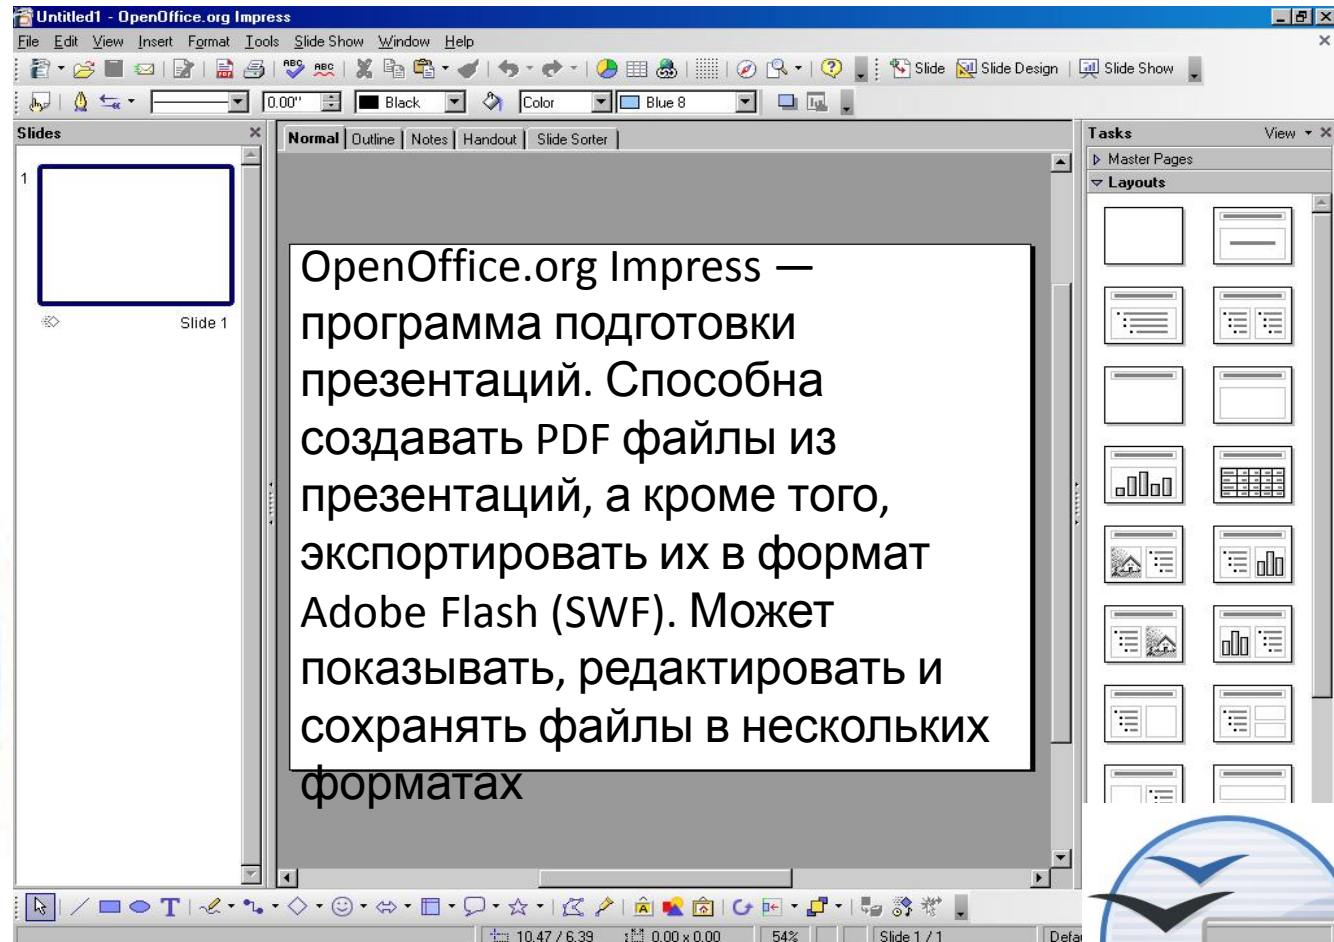 Untitled1 - OpenOffice.org Impress
File Edit View Insert Format Tools Slide Show Window Help
Slide Slide Design Slide Show
0.00" Black Color Blue 8
Slides
Normal Outline Notes Handout Slide Sorter
Tasks View
Master Pages
Layouts
1
Slide 1
OpenOffice.org Impress —
программа подготовки
презентаций. Способна
создавать PDF файлы из
презентаций, а кроме того,
экспортировать их в формат
Adobe Flash (SWF). Может
показывать, редактировать и
сохранять файлы в нескольких
форматах
10.47 / 6.39 0.00 x 0.00 54% Slide 1 / 1